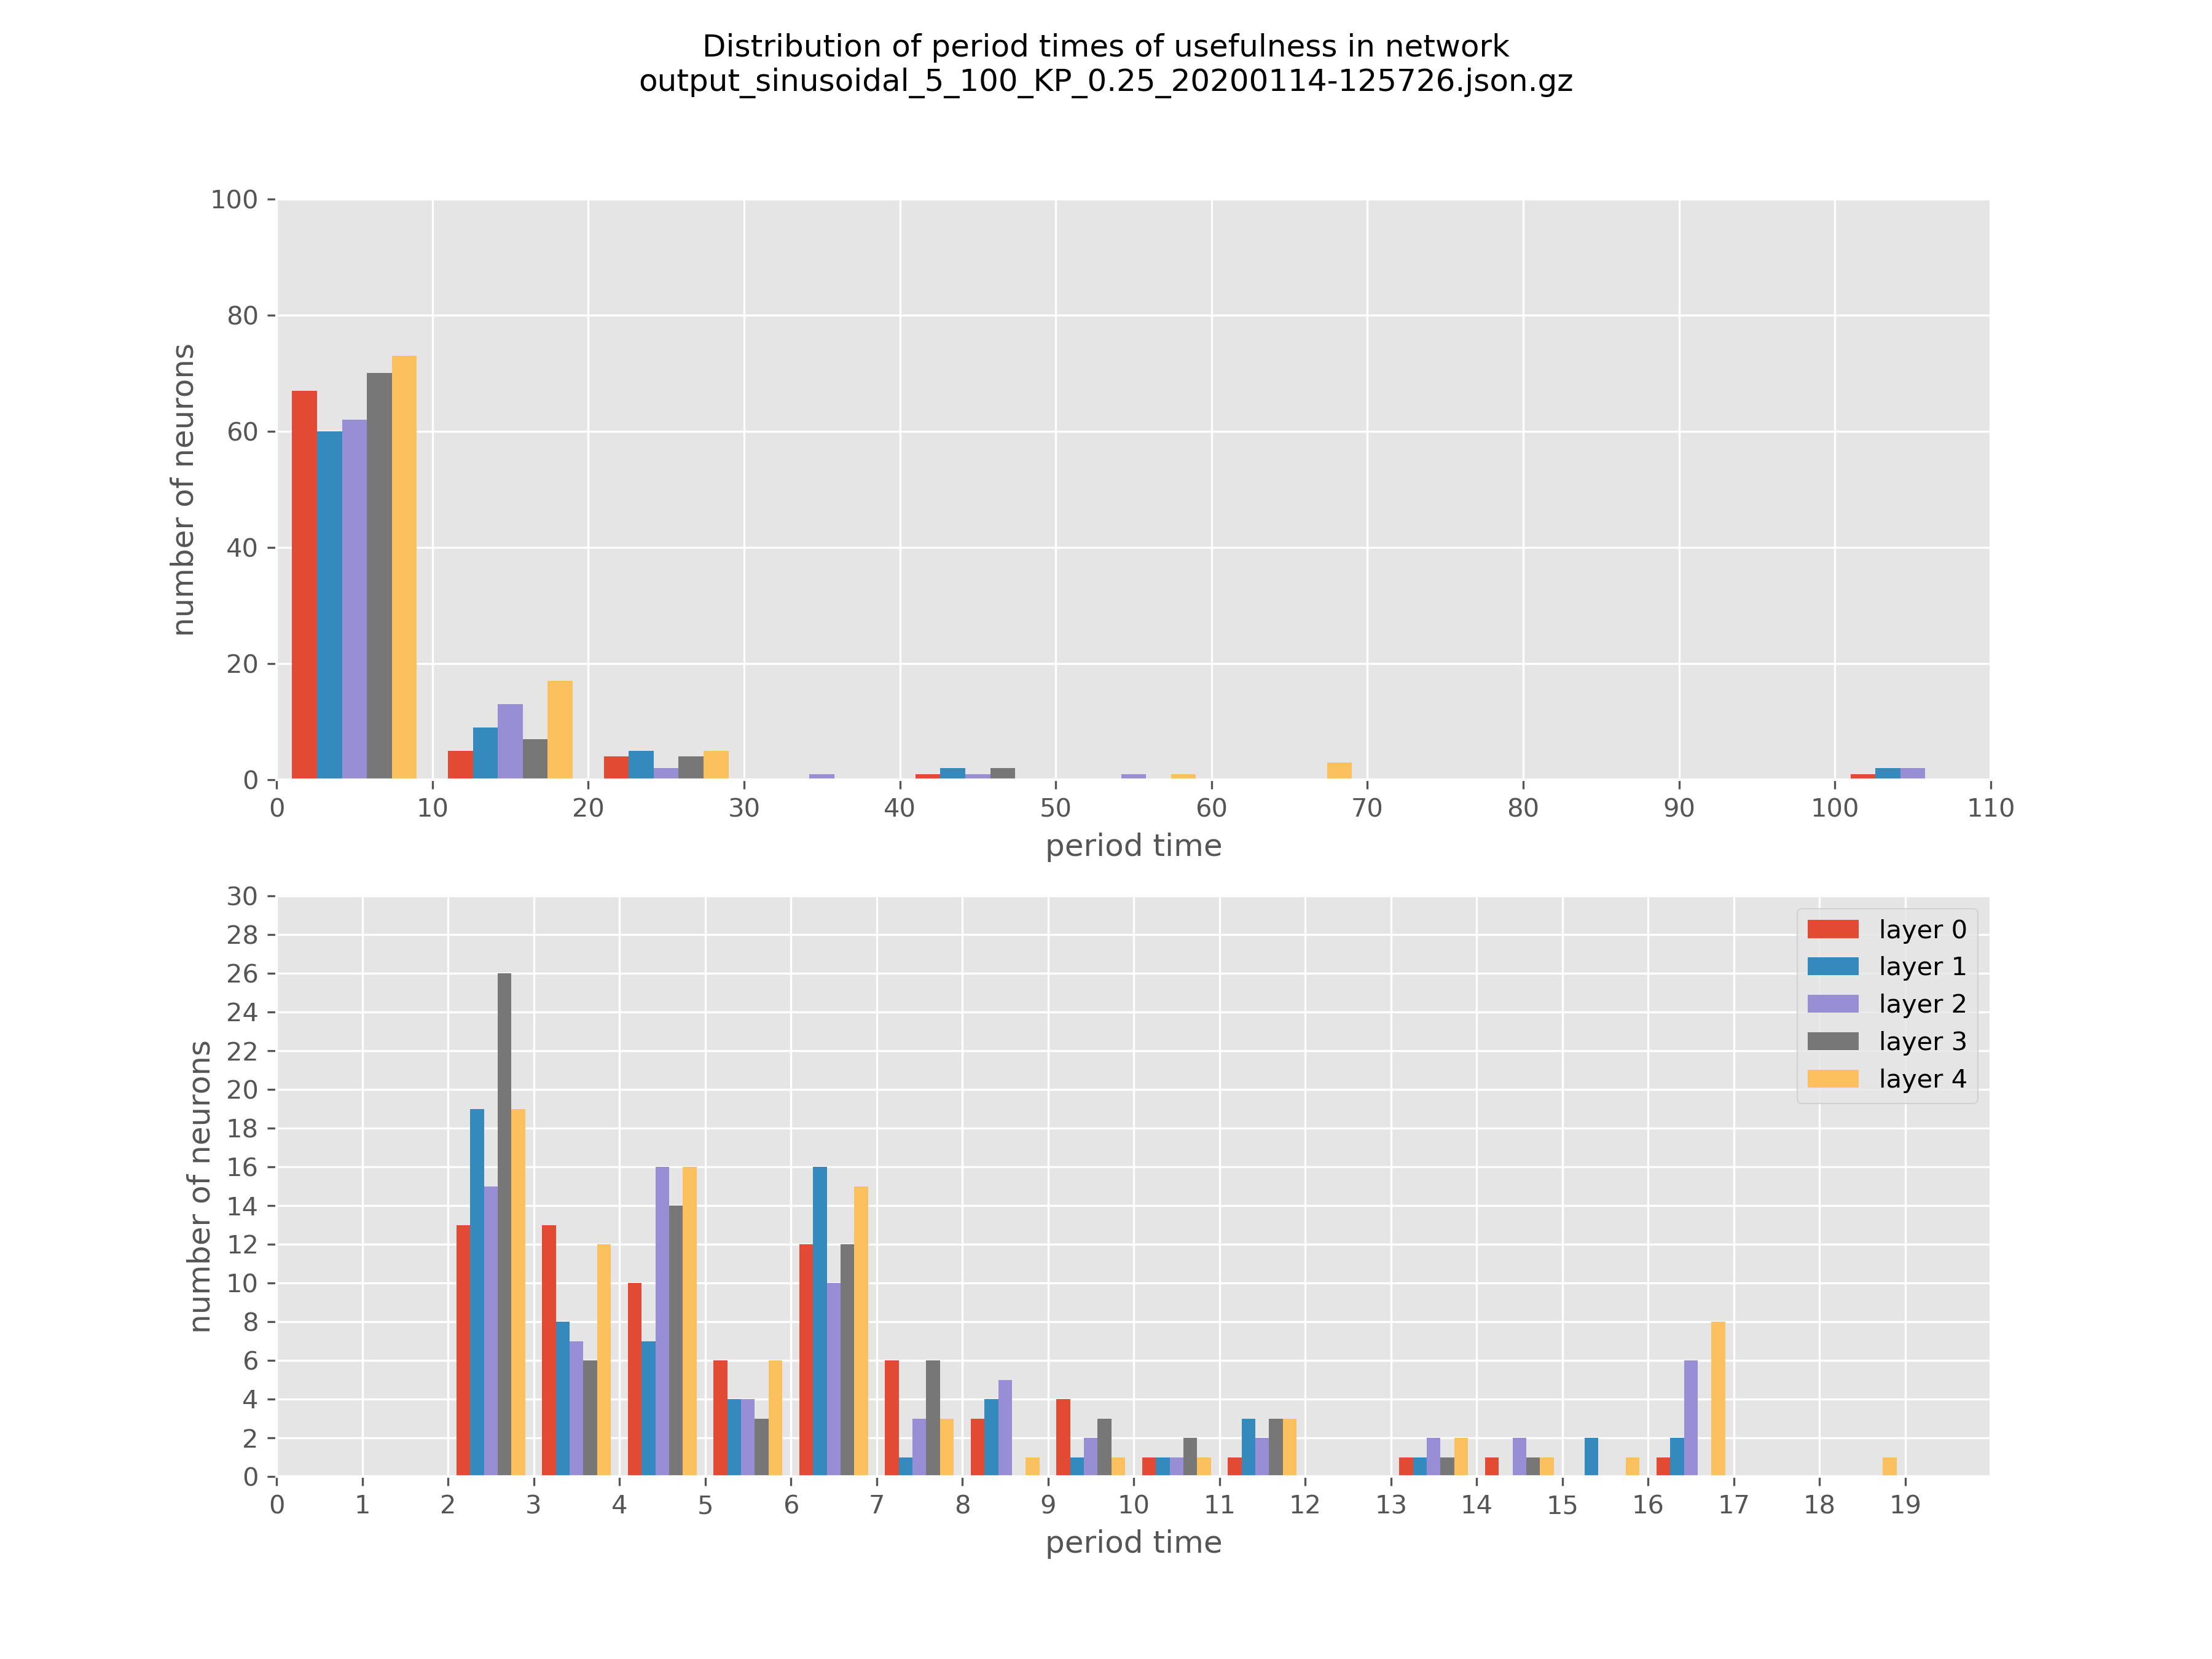 Distribution of period times of usefulness in network
output_sinusoidal_5_100_KP_0.25_20200114-125726.json.gz
100
80
60
40
20
0
number of neurons
0 10 20 30 40 50 60 70 80 90 100 110
period time
30
28
26
24
22
20
18
16
14
12
10
8
6
4
2
0
number of neurons
layer 0
layer 1
layer 2
layer 3
layer 4
0 1 2 3 4 5 6 7 8 9 10 11 12 13 14 15 16 17 18 19
period time